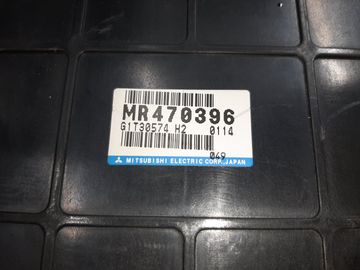 MR470396
G1T30574 H2 0114
049
MITSUBISHI ELECTRIC CORP. JAPAN